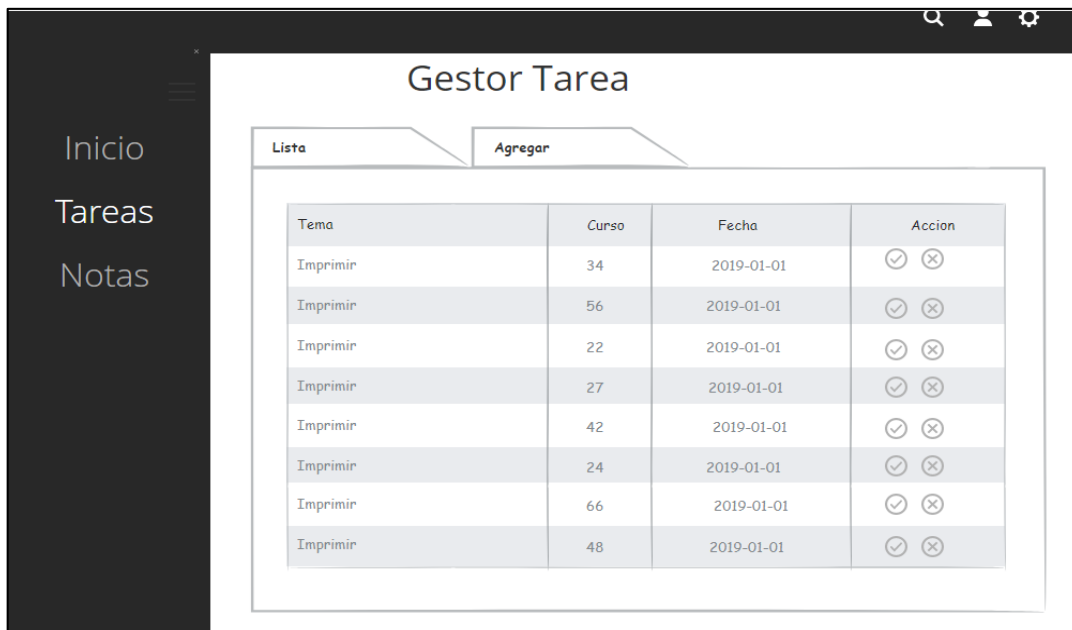 Gestor Tarea
Inicio
Tareas
Notas
Lista Agregar
Tema Curso Fecha Accion
Imprimir 34 2019-01-01
Imprimir 56 2019-01-01
Imprimir 22 2019-01-01
Imprimir 27 2019-01-01
Imprimir 42 2019-01-01
Imprimir 24 2019-01-01
Imprimir 66 2019-01-01
Imprimir 48 2019-01-01